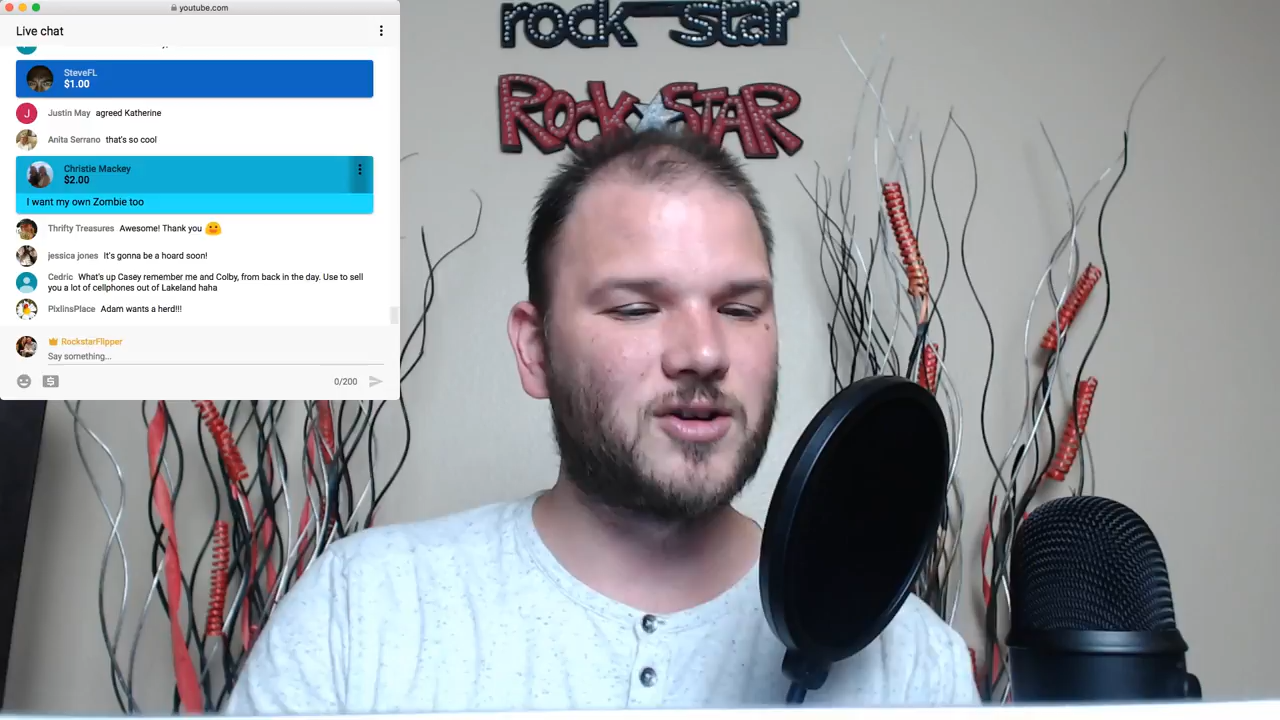 youtube.com
Live chat
SteveFL
$1.00
Justin May agreed Katherine
Anita Serrano that's so cool
Christie Mackey
$2.00
I want my own Zombie too
Thrifty Treasures Awesome! Thank you
jessica jones It's gonna be a hoard soon!
Cedric What's up Casey remember me and Colby, from back in the day. Use to sell
you a lot of cellphones out of Lakeland haha
PixlinsPlace Adam wants a herd!!!
RockstarFlipper
Say something...
0/200
rock star
ROCK STAR
J